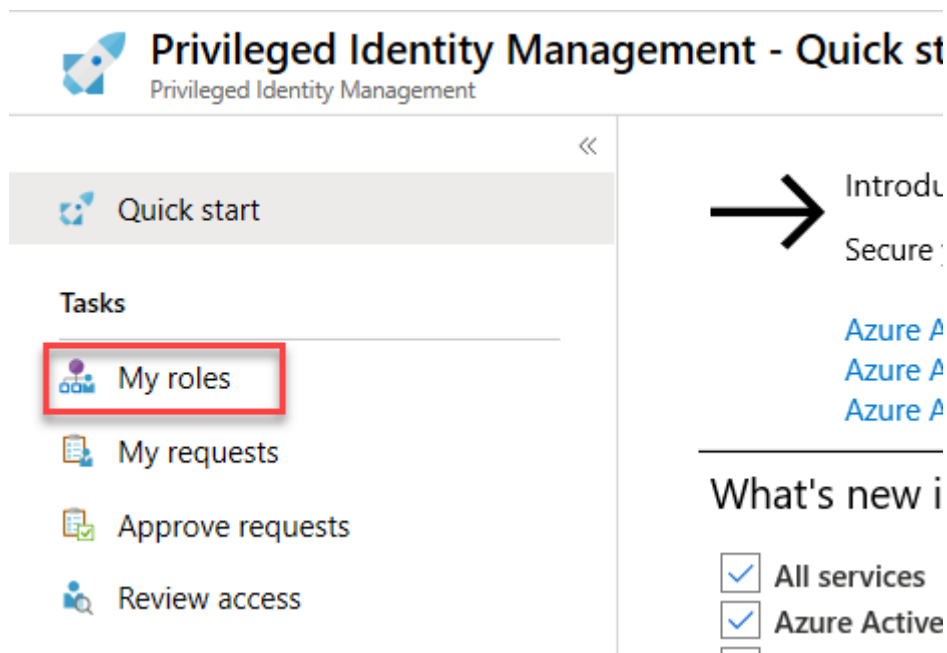 Privileged Identity Management - Quick st
Privileged Identity Management
«
Quick start
Tasks
My roles
My requests
Approve requests
Review access
Introdu
Secure
Azure A
Azure A
Azure A
What's new i
All services
Azure Active